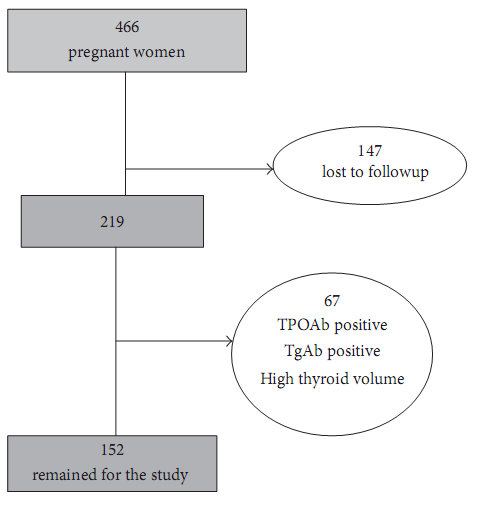 466
pregnant women
147
lost to followup
219
67
TPOAb positive
TgAb positive
High thyroid volume
152
remained for the study